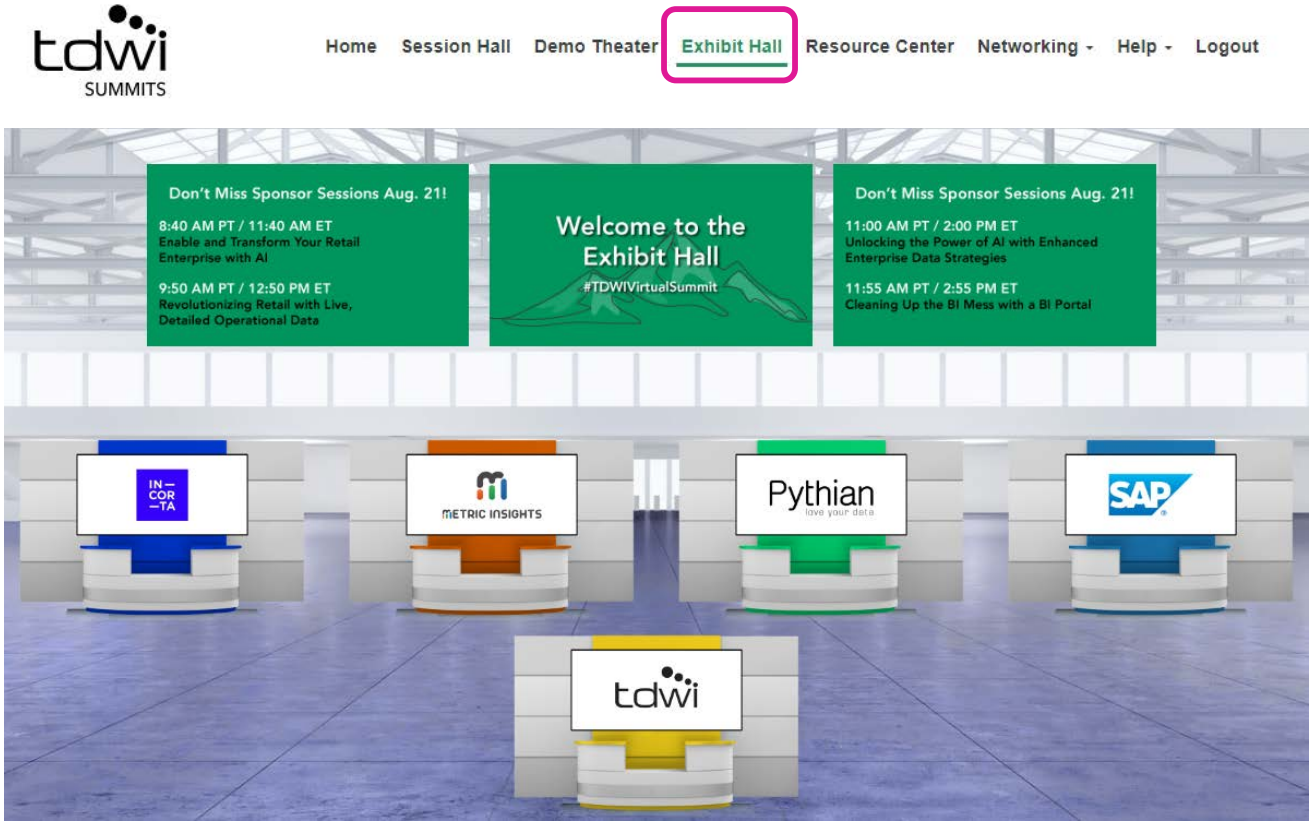 tdwi
SUMMITS
Home Session Hall Demo Theater Exhibit Hall Resource Center Networking Help Logout
Don't Miss Sponsor Sessions Aug. 21!
8:40 AM PT / 11:40 AM ET
Enable and Transform Your Retail
Enterprise with AI
9:50 AM PT / 12:50 PM ET
Revolutionizing Retail with Live,
Detailed Operational Data
Welcome to the
Exhibit Hall
#TDWIVirtualSummit
Don't Miss Sponsor Sessions Aug. 21!
11:00 AM PT / 2:00 PM ET
Unlocking the Power of AI with Enhanced
Enterprise Data Strategies
11:55 AM PT / 2:55 PM ET
Cleaning Up the BI Mess with a BI Portal
IN—
COR
—TA
METRIC INSIGHTS
Pythian
love your data
SAP®
tdwi